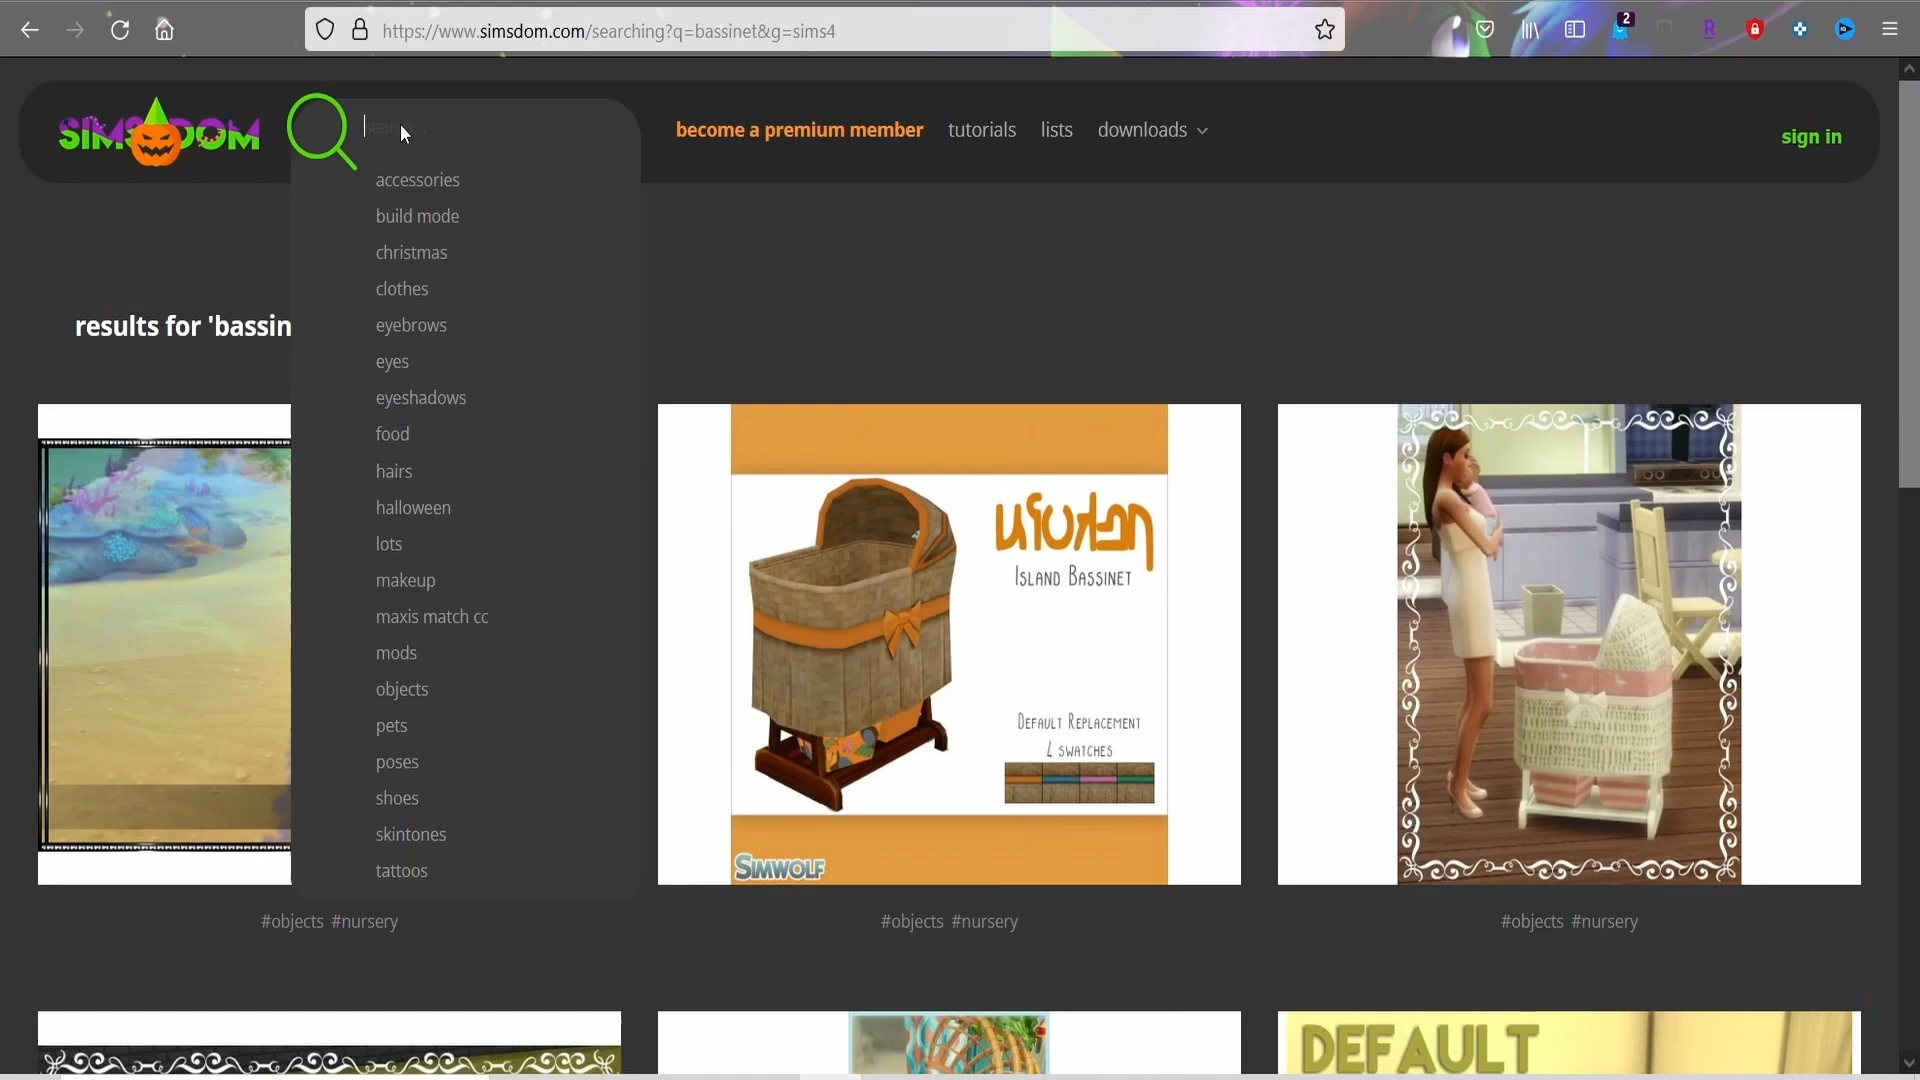 https://www.simsdom.com/searching?q=bassinet&g=sims4
2
SIMSDOM
become a premium member
tutorials
lists
downloads
sign in
accessories
build mode
christmas
clothes
eyebrows
eyes
eyeshadows
food
hairs
halloween
lots
makeup
maxis match cc
mods
objects
pets
poses
shoes
skintones
tattoos
results for 'bassin
ISLAND BASSINET
DEFAULT REPLACEMENT
4 SWATCHES
SIMWOLF
#objects #nursery
#objects #nursery
#objects #nursery
DEFAULT